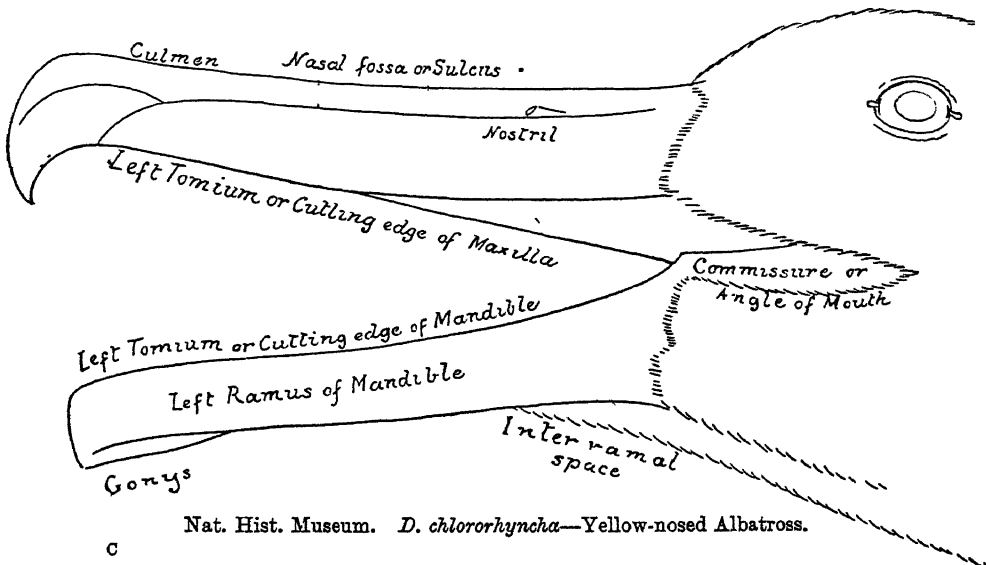 Culmen
Nasal fossa or Sulcus
Nostril
Left Tomium or Cutting edge of Maxilla
Commissure or
Angle of Mouth
Left Tomium or Cutting edge of Mandible
Left Ramus of Mandible
Inter ramal
space
Gonys
Nat. Hist. Museum. D. chlororhyncha—Yellow-nosed Albatross.
C